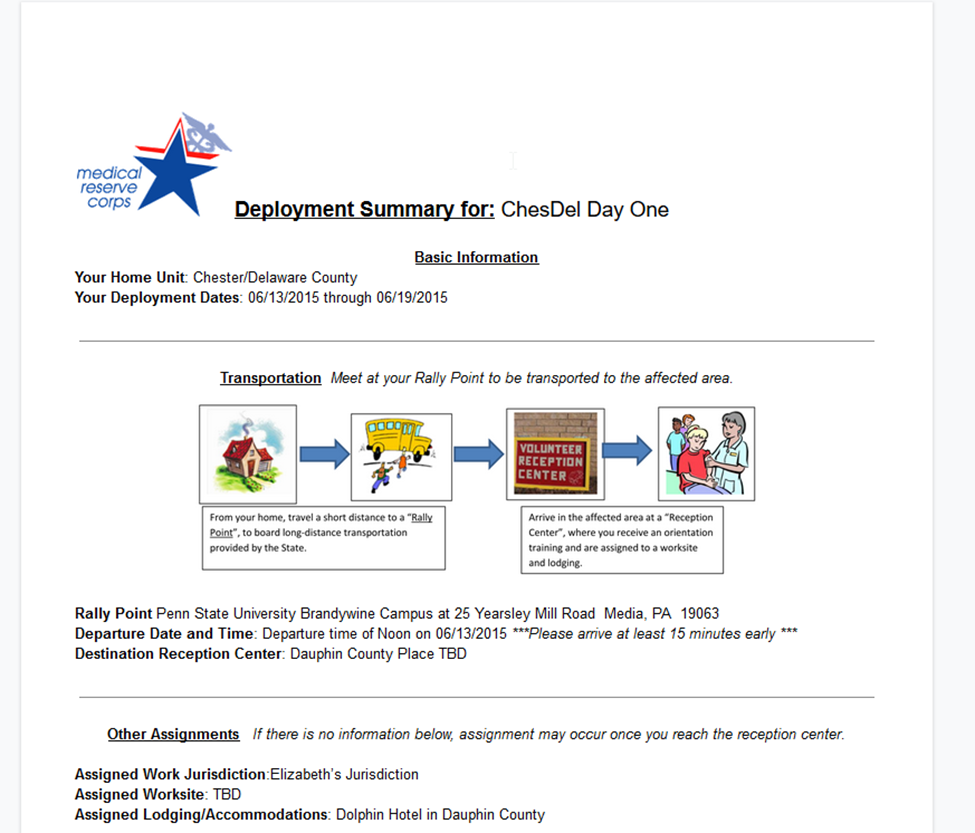 medical
reserve
corps
Deployment Summary for: ChesDel Day One
Basic Information
Your Home Unit: Chester/Delaware County
Your Deployment Dates: 06/13/2015 through 06/19/2015
Transportation Meet at your Rally Point to be transported to the affected area.
VOLUNTEER
RECEPTION
CENTER
From your home, travel a short distance to a “Rally
Point”, to board long-distance transportation
provided by the State.
Arrive in the affected area at a “Reception
Center”, where you receive an orientation
training and are assigned to a worksite
and lodging.
Rally Point Penn State University Brandywine Campus at 25 Yearsley Mill Road Media, PA 19063
Departure Date and Time: Departure time of Noon on 06/13/2015 ***Please arrive at least 15 minutes early ***
Destination Reception Center: Dauphin County Place TBD
Other Assignments If there is no information below, assignment may occur once you reach the reception center.
Assigned Work Jurisdiction:Elizabeth’s Jurisdiction
Assigned Worksite: TBD
Assigned Lodging/Accommodations: Dolphin Hotel in Dauphin County